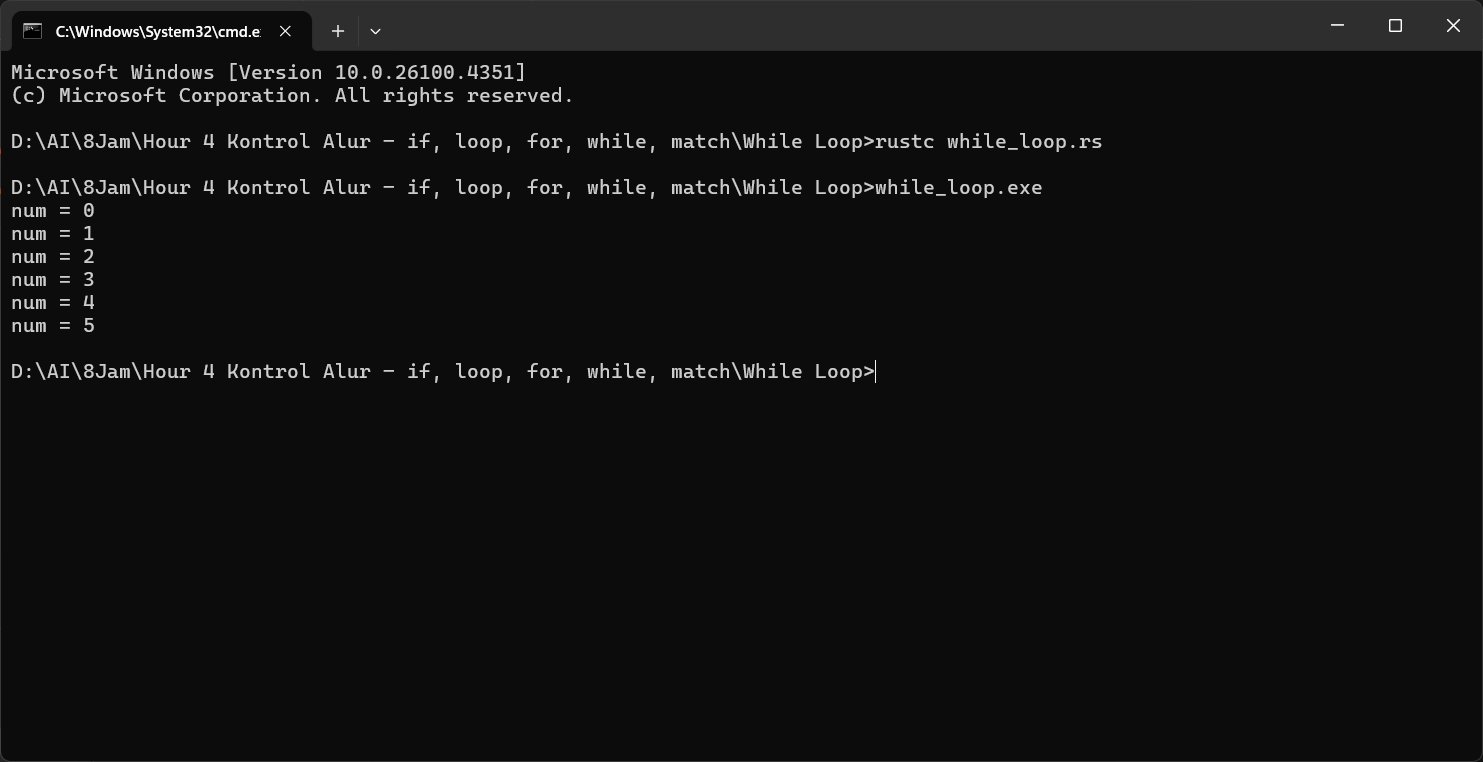 C:\Windows\System32\cmd.e
Microsoft Windows [Version 10.0.26100.4351]
(c) Microsoft Corporation. All rights reserved.
D:\AI\8Jam\Hour 4 Kontrol Alur – if, loop, for, while, match\While Loop>rustc while_loop.rs
D:\AI\8Jam\Hour 4 Kontrol Alur – if, loop, for, while, match\While Loop>while_loop.exe
num = 0
num = 1
num = 2
num = 3
num = 4
num = 5
D:\AI\8Jam\Hour 4 Kontrol Alur – if, loop, for, while, match\While Loop>